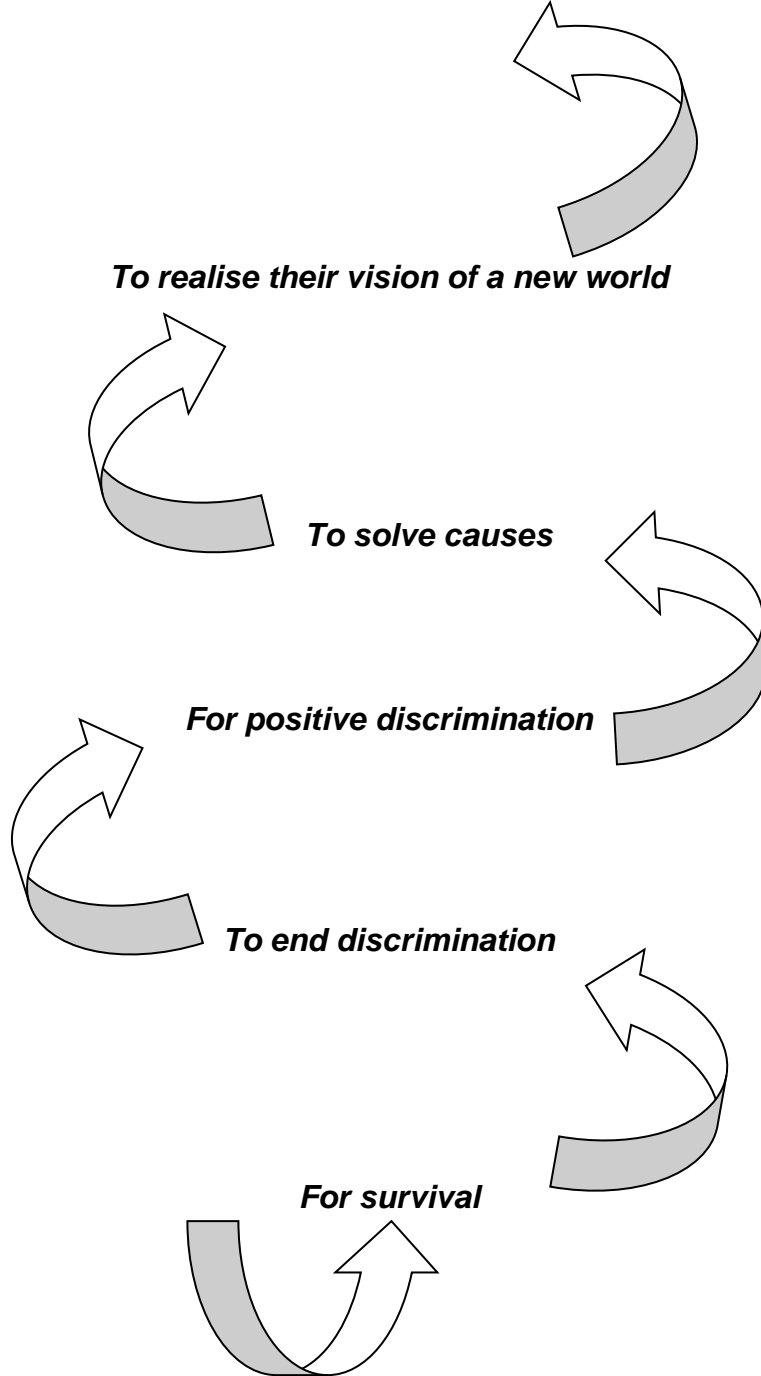 To realise their vision of a new world
To solve causes
For positive discrimination
To end discrimination
For survival